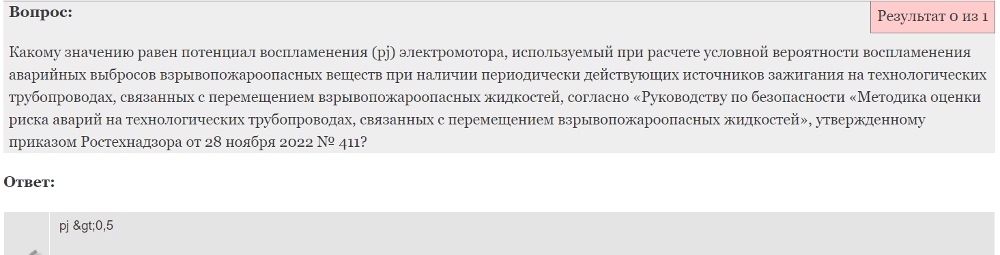 Вопрос:
Результат 0 из 1
Какому значению равен потенциал воспламенения (pj) электромотора, используемый при расчете условной вероятности воспламенения
аварийных выбросов взрывопожароопасных веществ при наличии периодически действующих источников зажигания на технологических
трубопроводах, связанных с перемещением взрывопожароопасных жидкостей, согласно «Руководству по безопасности «Методика оценки
риска аварий на технологических трубопроводах, связанных с перемещением взрывопожароопасных жидкостей», утвержденному
приказом Ростехнадзора от 28 ноября 2022 № 411?
Ответ:
pj &gt;0,5